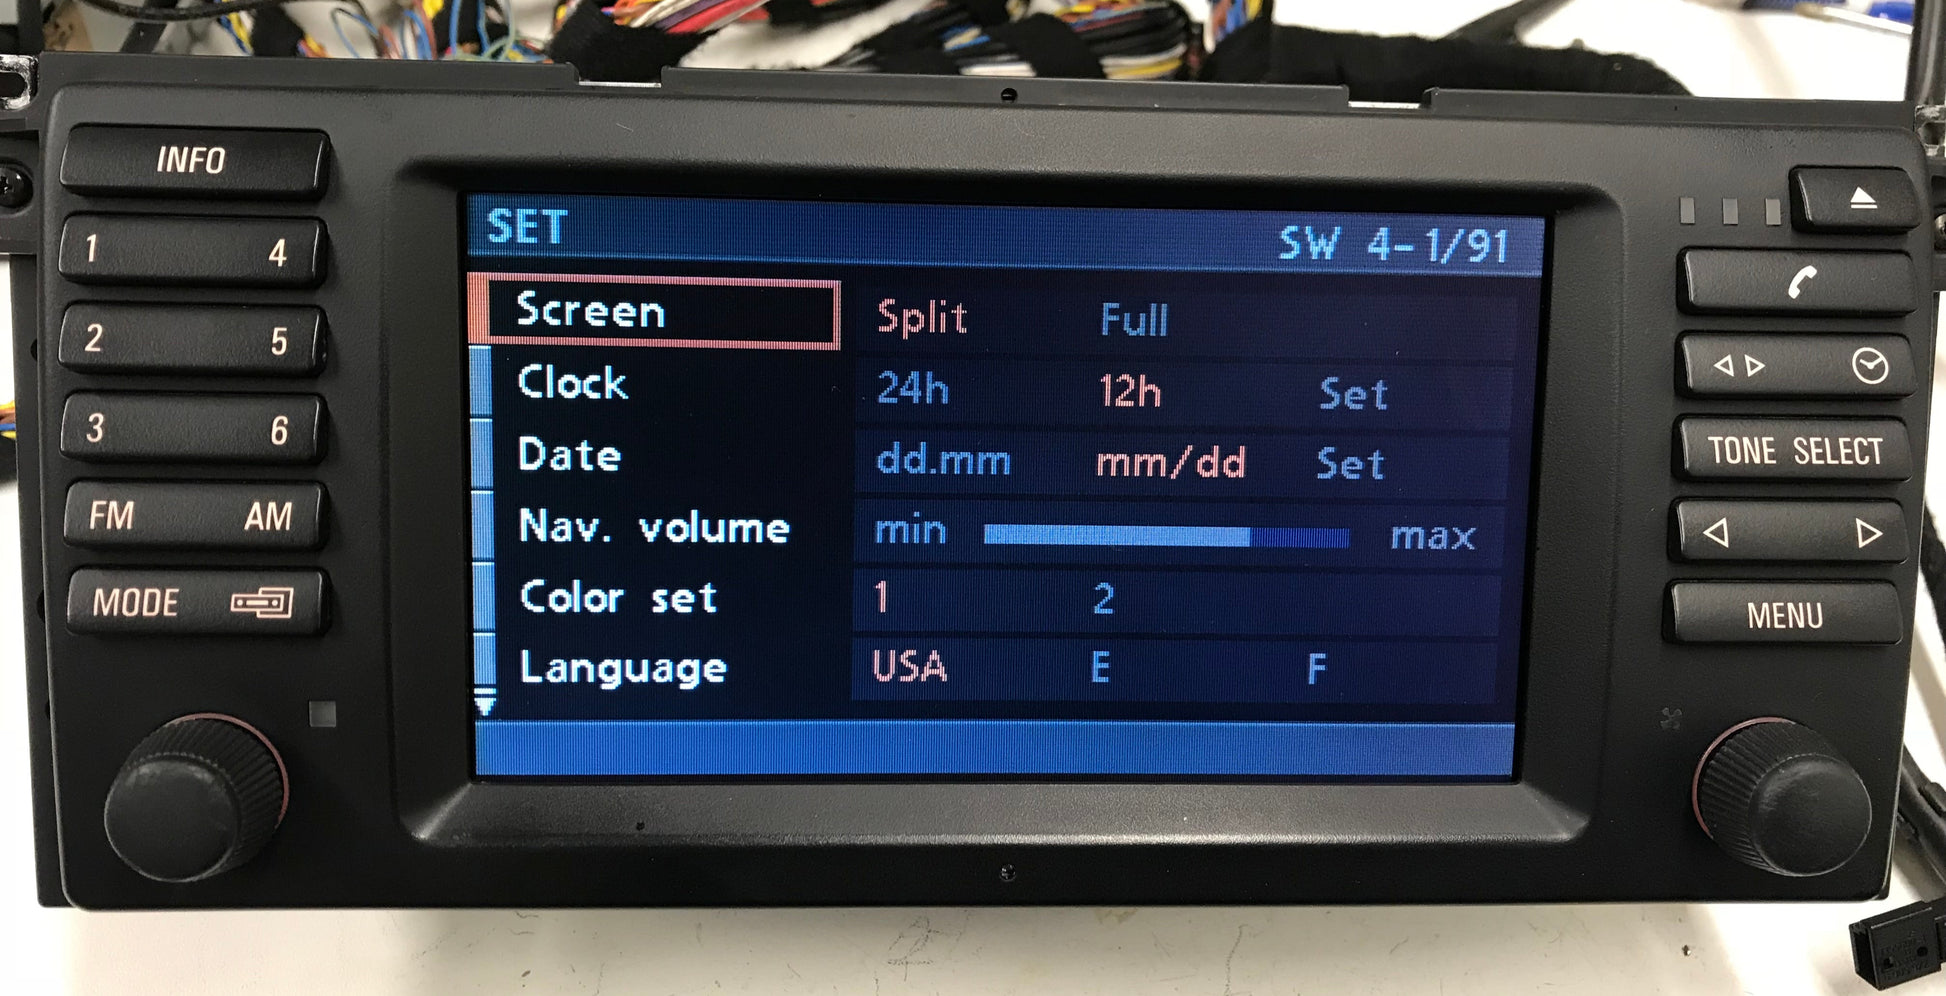 INFO
1 4
2 5
3 6
FM AM
MODE
SET SW 4-1/91
Screen Split Full
Clock 24h 12h Set
Date dd.mm mm/dd Set
Nav. volume min max
Color set 1 2
Language USA E F
TONE SELECT
MENU